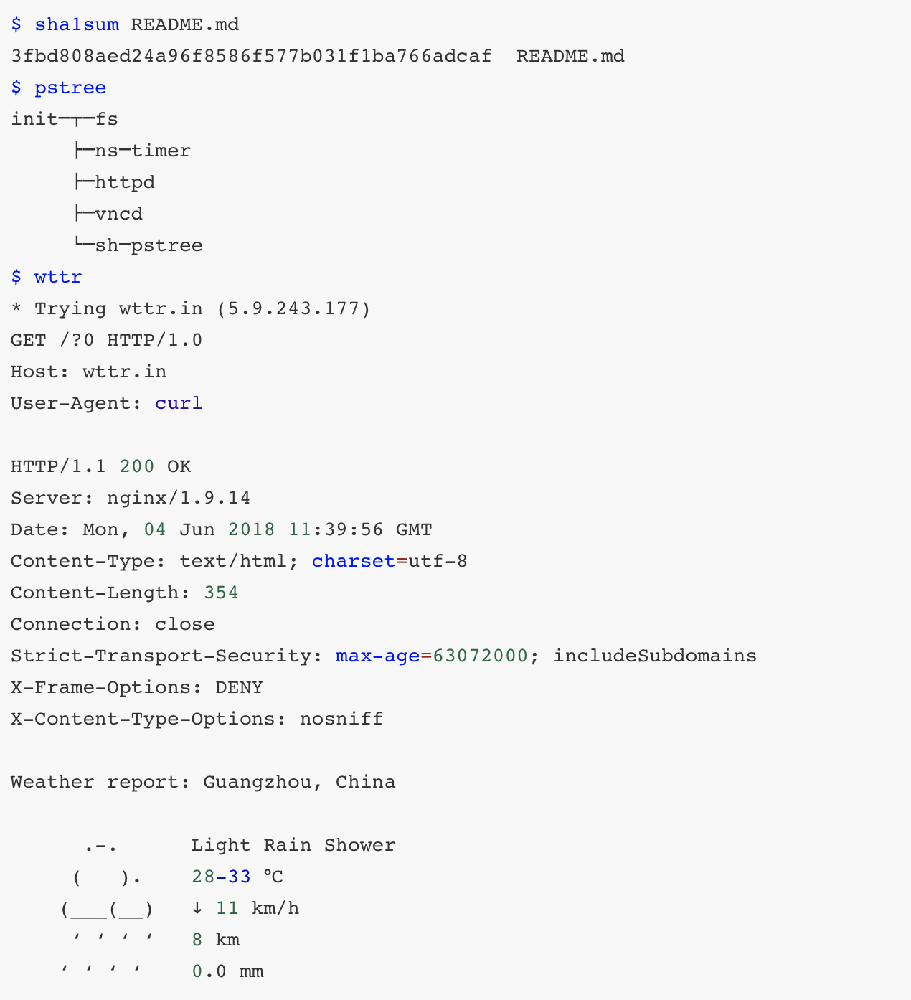 $ sha1sum README.md
3fbd808aed24a96f8586f577b031f1ba766adcaf  README.md
$ pstree
init─┬─fs
     ├─ns─timer
     ├─httpd
     ├─vncd
     └─sh─pstree
$ wttr
* Trying wttr.in (5.9.243.177)
GET /?0 HTTP/1.0
Host: wttr.in
User-Agent: curl

HTTP/1.1 200 OK
Server: nginx/1.9.14
Date: Mon, 04 Jun 2018 11:39:56 GMT
Content-Type: text/html; charset=utf-8
Content-Length: 354
Connection: close
Strict-Transport-Security: max-age=63072000; includeSubdomains
X-Frame-Options: DENY
X-Content-Type-Options: nosniff

Weather report: Guangzhou, China

      .-.      Light Rain Shower
     (   ).    28-33 °C
    (___(__)   ↓ 11 km/h
     ‘ ‘ ‘ ‘   8 km
    ‘ ‘ ‘ ‘    0.0 mm